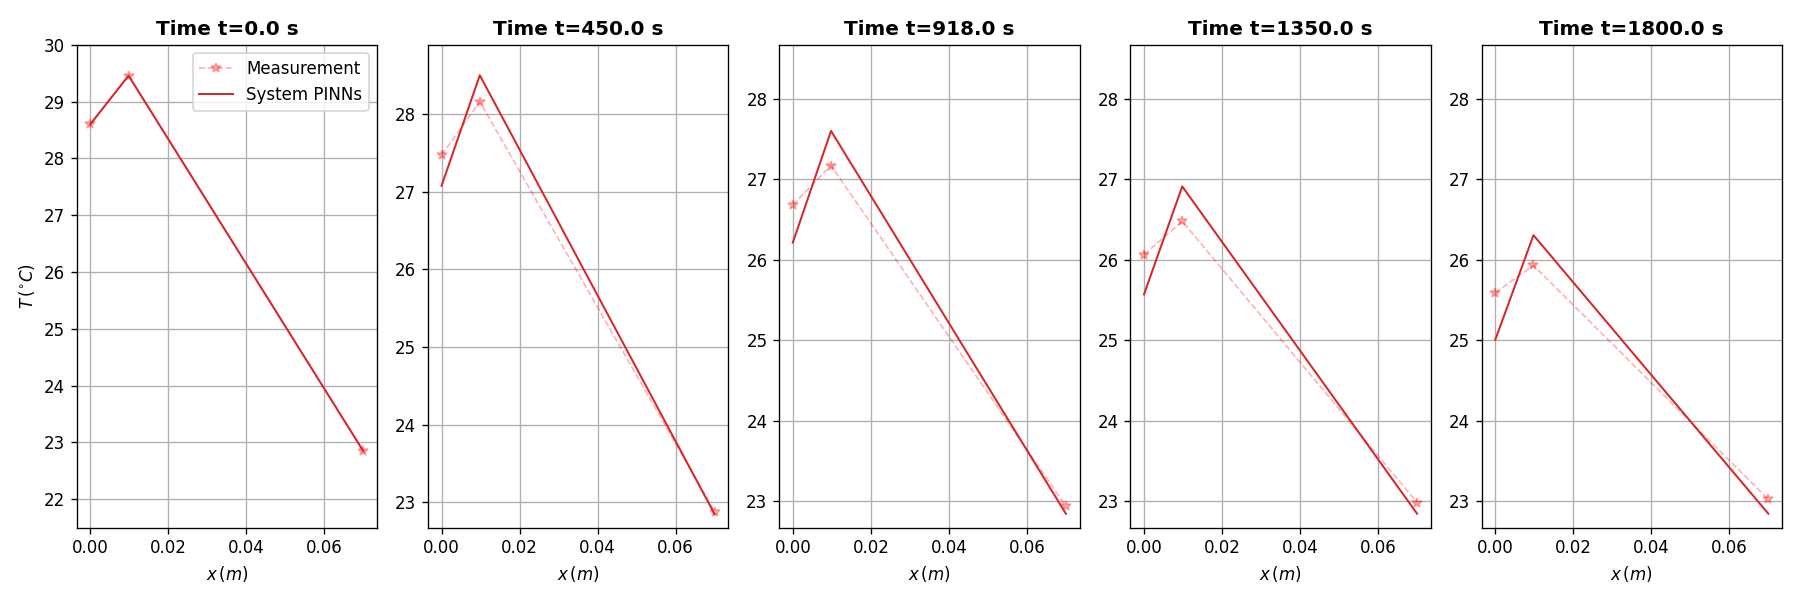 Time t=0.0 s
Time t=450.0 s
Time t=918.0 s
Time t=1350.0 s
Time t=1800.0 s
Measurement
System PINNs
T (°C)
30
29
28
27
26
25
24
23
22
0.00 0.02 0.04 0.06
x (m)
28
27
26
25
24
23
0.00 0.02 0.04 0.06
x (m)
28
27
26
25
24
23
0.00 0.02 0.04 0.06
x (m)
28
27
26
25
24
23
0.00 0.02 0.04 0.06
x (m)
28
27
26
25
24
23
0.00 0.02 0.04 0.06
x (m)